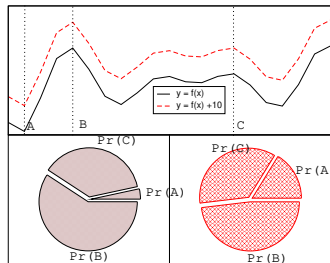 y = f(x)
y = f(x) +10
A
B
C
Pr(C)
Pr(A)
Pr(B)
Pr(C)
Pr(A
Pr(B)